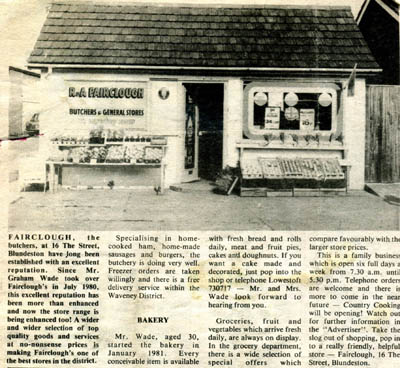 R & A FAIRCLOUGH
BUTCHERS & GENERAL STORES
FAIRCLOUGH, the
butchers, at 16 The Street,
Blundeston have long been
established with an excellent
reputation. Since Mr.
Graham Wade took over
Fairclough's in July 1980,
this excellent reputation has
been more than enhanced
and now the store range is
being enhanced too! A wider
and wider selection of top
quality goods and services
at no-nonsense prices is
making Fairclough's one of
the best stores in the district.
Specialising in home-
cooked ham, home-made
sausages and burgers, the
butchery is doing very well.
Freezer orders are taken
willingly and there is a free
delivery service within the
Waveney District.
BAKERY
Mr. Wade, aged 30,
started the bakery in
January 1981. Every
conceivable item is available
with fresh bread and rolls
daily, meat and fruit pies,
cakes and doughnuts. If you
want a cake made and
decorated, just pop into the
shop or telephone Lowestoft
730717 — Mr. and Mrs.
Wade look forward to
hearing from you.
Groceries, fruit and
vegetables which arrive fresh
daily, are always on display.
In the grocery department,
there is a wide selection of
special offers which
compare favourably with the
larger store prices.
This is a family business
which is open six full days a
week from 7.30 a.m. until
5.30 p.m. Telephone orders
are welcome and there is
more to come in the near
future — Country Cooking
will be opening! Watch out
for further information in
the "Advertiser". Take the
sting out of shopping, pop in
to a really friendly, helpful
store — Fairclough, 16 The
Street, Blundeston.